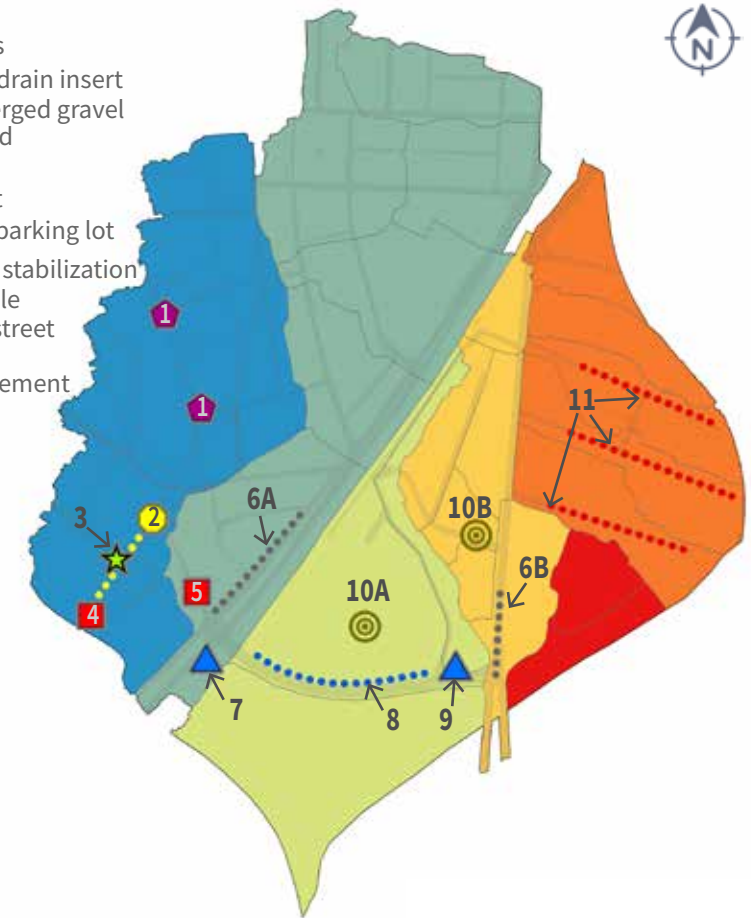 s
drain insert
rged gravel
d
t
parking lot
stabilization
le
street
ement
N
1
1
3
2
4
5
6A
7
8
9
10A
10B
6B
11